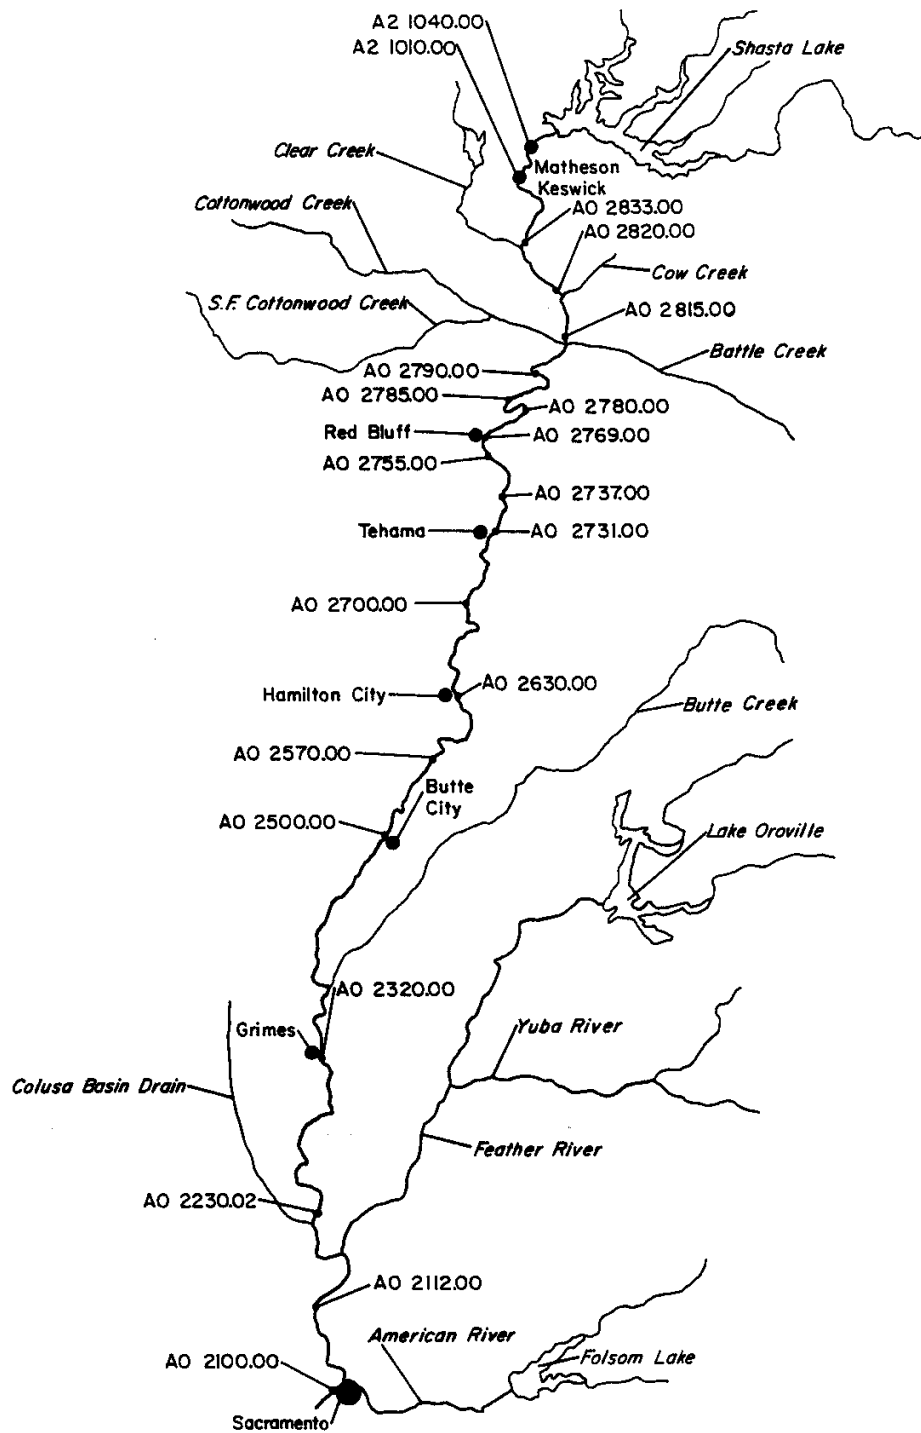 A2 1040.00
A2 1010.00
Shasta Lake
Clear Creek
Matheson
Keswick
Cottonwood Creek
AO 2833.00
AO 2820.00
Cow Creek
S.F. Cottonwood Creek
AO 2815.00
Battle Creek
AO 2790.00
AO 2785.00
AO 2780.00
Red Bluff
AO 2769.00
AO 2755.00
AO 2737.00
Tehama
AO 2731.00
AO 2700.00
AO 2630.00
Hamilton City
Butte Creek
AO 2570.00
Butte
City
AO 2500.00
Lake Oroville
AO 2320.00
Grimes
Yuba River
Colusa Basin Drain
Feather River
AO 2230.02
AO 2112.00
American River
AO 2100.00
Folsom Lake
Sacramento